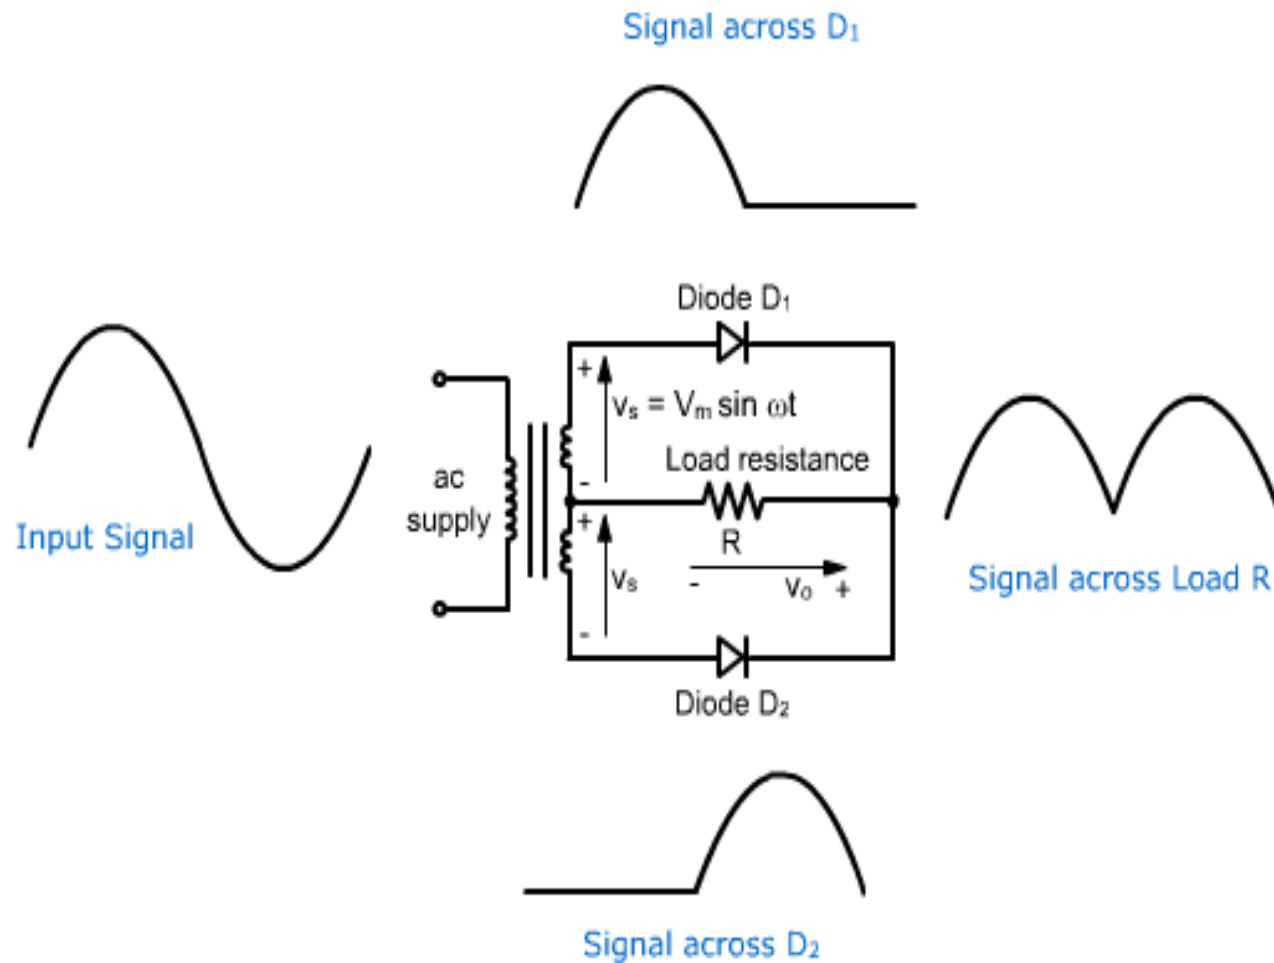 Signal across D₁
Diode D₁
+
vₛ = Vₘ sin ωt
Load resistance
-
ac
supply
+
R
Input Signal
vₛ
- v₀ +
Signal across Load R
-
Diode D₂
Signal across D₂